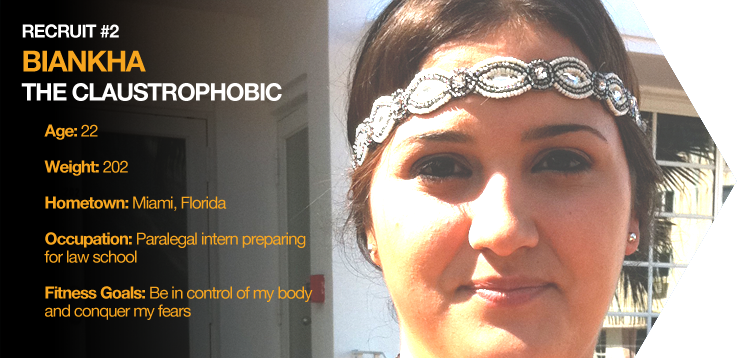 RECRUIT #2
BIANKHA
THE CLAUSTROPHOBIC
Age: 22
Weight: 202
Hometown: Miami, Florida
Occupation: Paralegal intern preparing
for law school
Fitness Goals: Be in control of my body
and conquer my fears